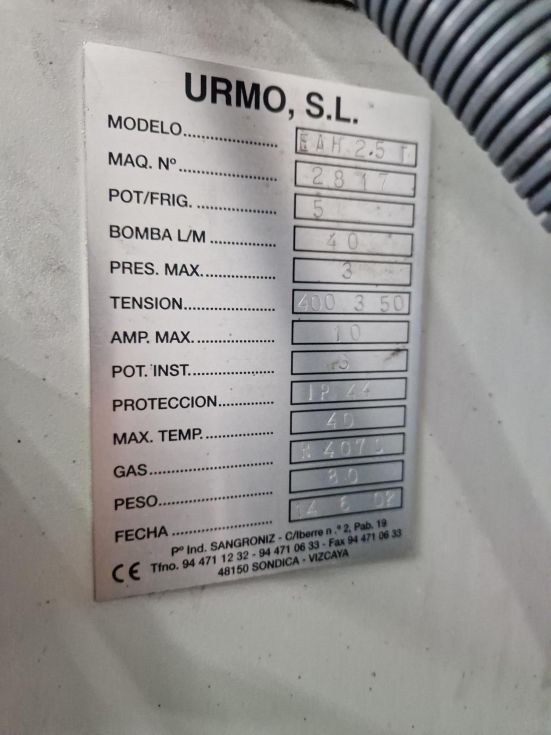 URMO, S.L.
MODELO EAH 2.5 T
MAQ. Nº 2817
POT/FRIG. 5
BOMBA L/M 40
PRES. MAX. 3
TENSION 400 3 50
AMP. MAX. 10
POT. INST. 3
PROTECCION IP 44
MAX. TEMP. 40
GAS R 407C
PESO 80
FECHA 14 6
Pº Ind. SANGRONIZ - C/Iberre n.º 2, Pab. 19
Tfno. 94 471 12 32 - 94 471 06 33 - Fax 94 471 06 33
CE 48150 SONDICA - VIZCAYA